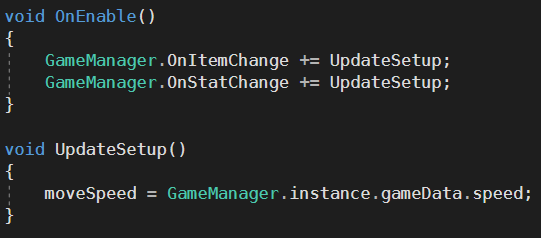 void OnEnable()
{
    GameManager.OnItemChange += UpdateSetup;
    GameManager.OnStatChange += UpdateSetup;
}

void UpdateSetup()
{
    moveSpeed = GameManager.instance.gameData.speed;
}